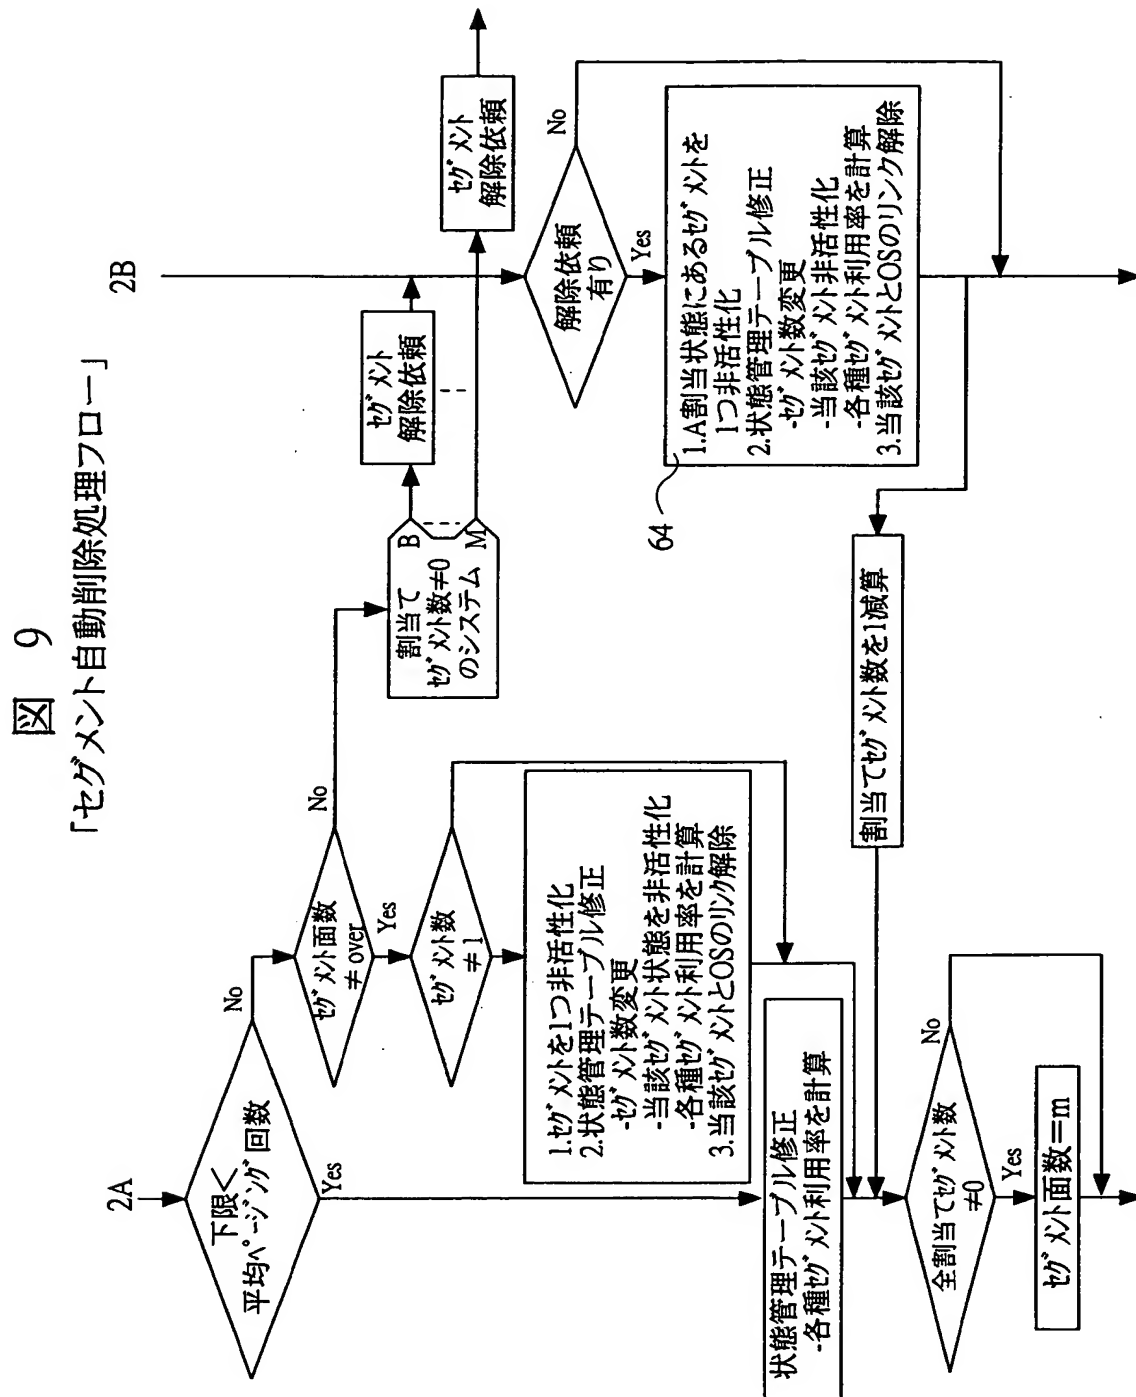 図 9
「セグメント自動削除処理フロー」
2A
下限<
平均ページング回数
No
Yes
セグメント面数
≠ over
No
Yes
セグメント数
≠ 1
1.セグメントを1つ非活性化
2.状態管理テーブル修正
-セグメント数変更
-当該セグメント状態を非活性化
-各種セグメント利用率を計算
3.当該セグメントとOSのリンク解除
状態管理テーブル修正
-各種セグメント利用率を計算
全割当てセグメント数
≠0
No
Yes
セグメント面数=m
割当て
セグメント数≠0
のシステム
B
M
セグメント
解除依頼
セグメント
解除依頼
2B
解除依頼
有り
No
Yes
64
1.A割当状態にあるセグメントを
1つ非活性化
2.状態管理テーブル修正
-セグメント数変更
-当該セグメント非活性化
-各種セグメント利用率を計算
3.当該セグメントとOSのリンク解除
割当てセグメント数を1減算